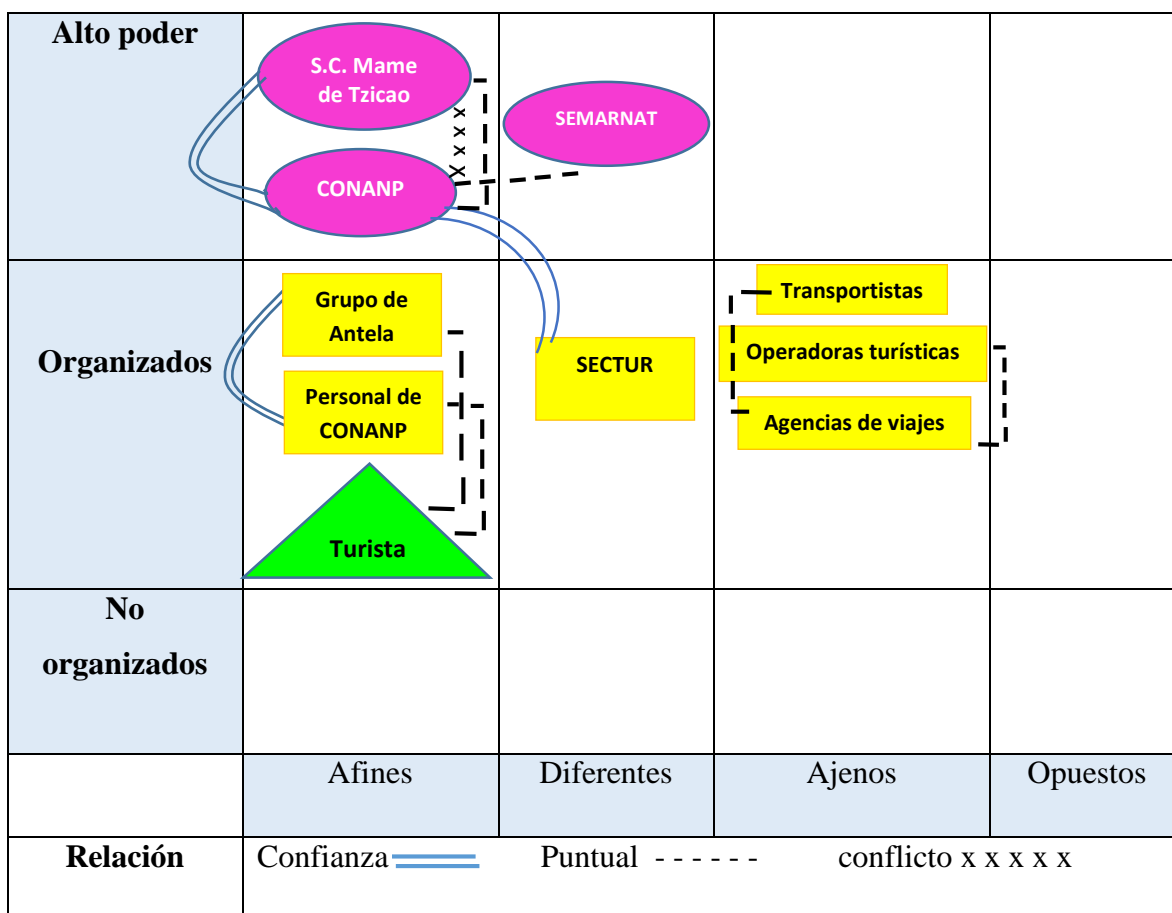 Alto poder
S.C. Mame
de Tzicao
x x x x
SEMARNAT
CONANP
Organizados
Grupo de
Antela
Personal de
CONANP
Turista
SECTUR
Transportistas
Operadoras turísticas
Agencias de viajes
No
organizados
Afines
Diferentes
Ajenos
Opuestos
Relación
Confianza
Puntual - - - - - -
conflicto x x x x x